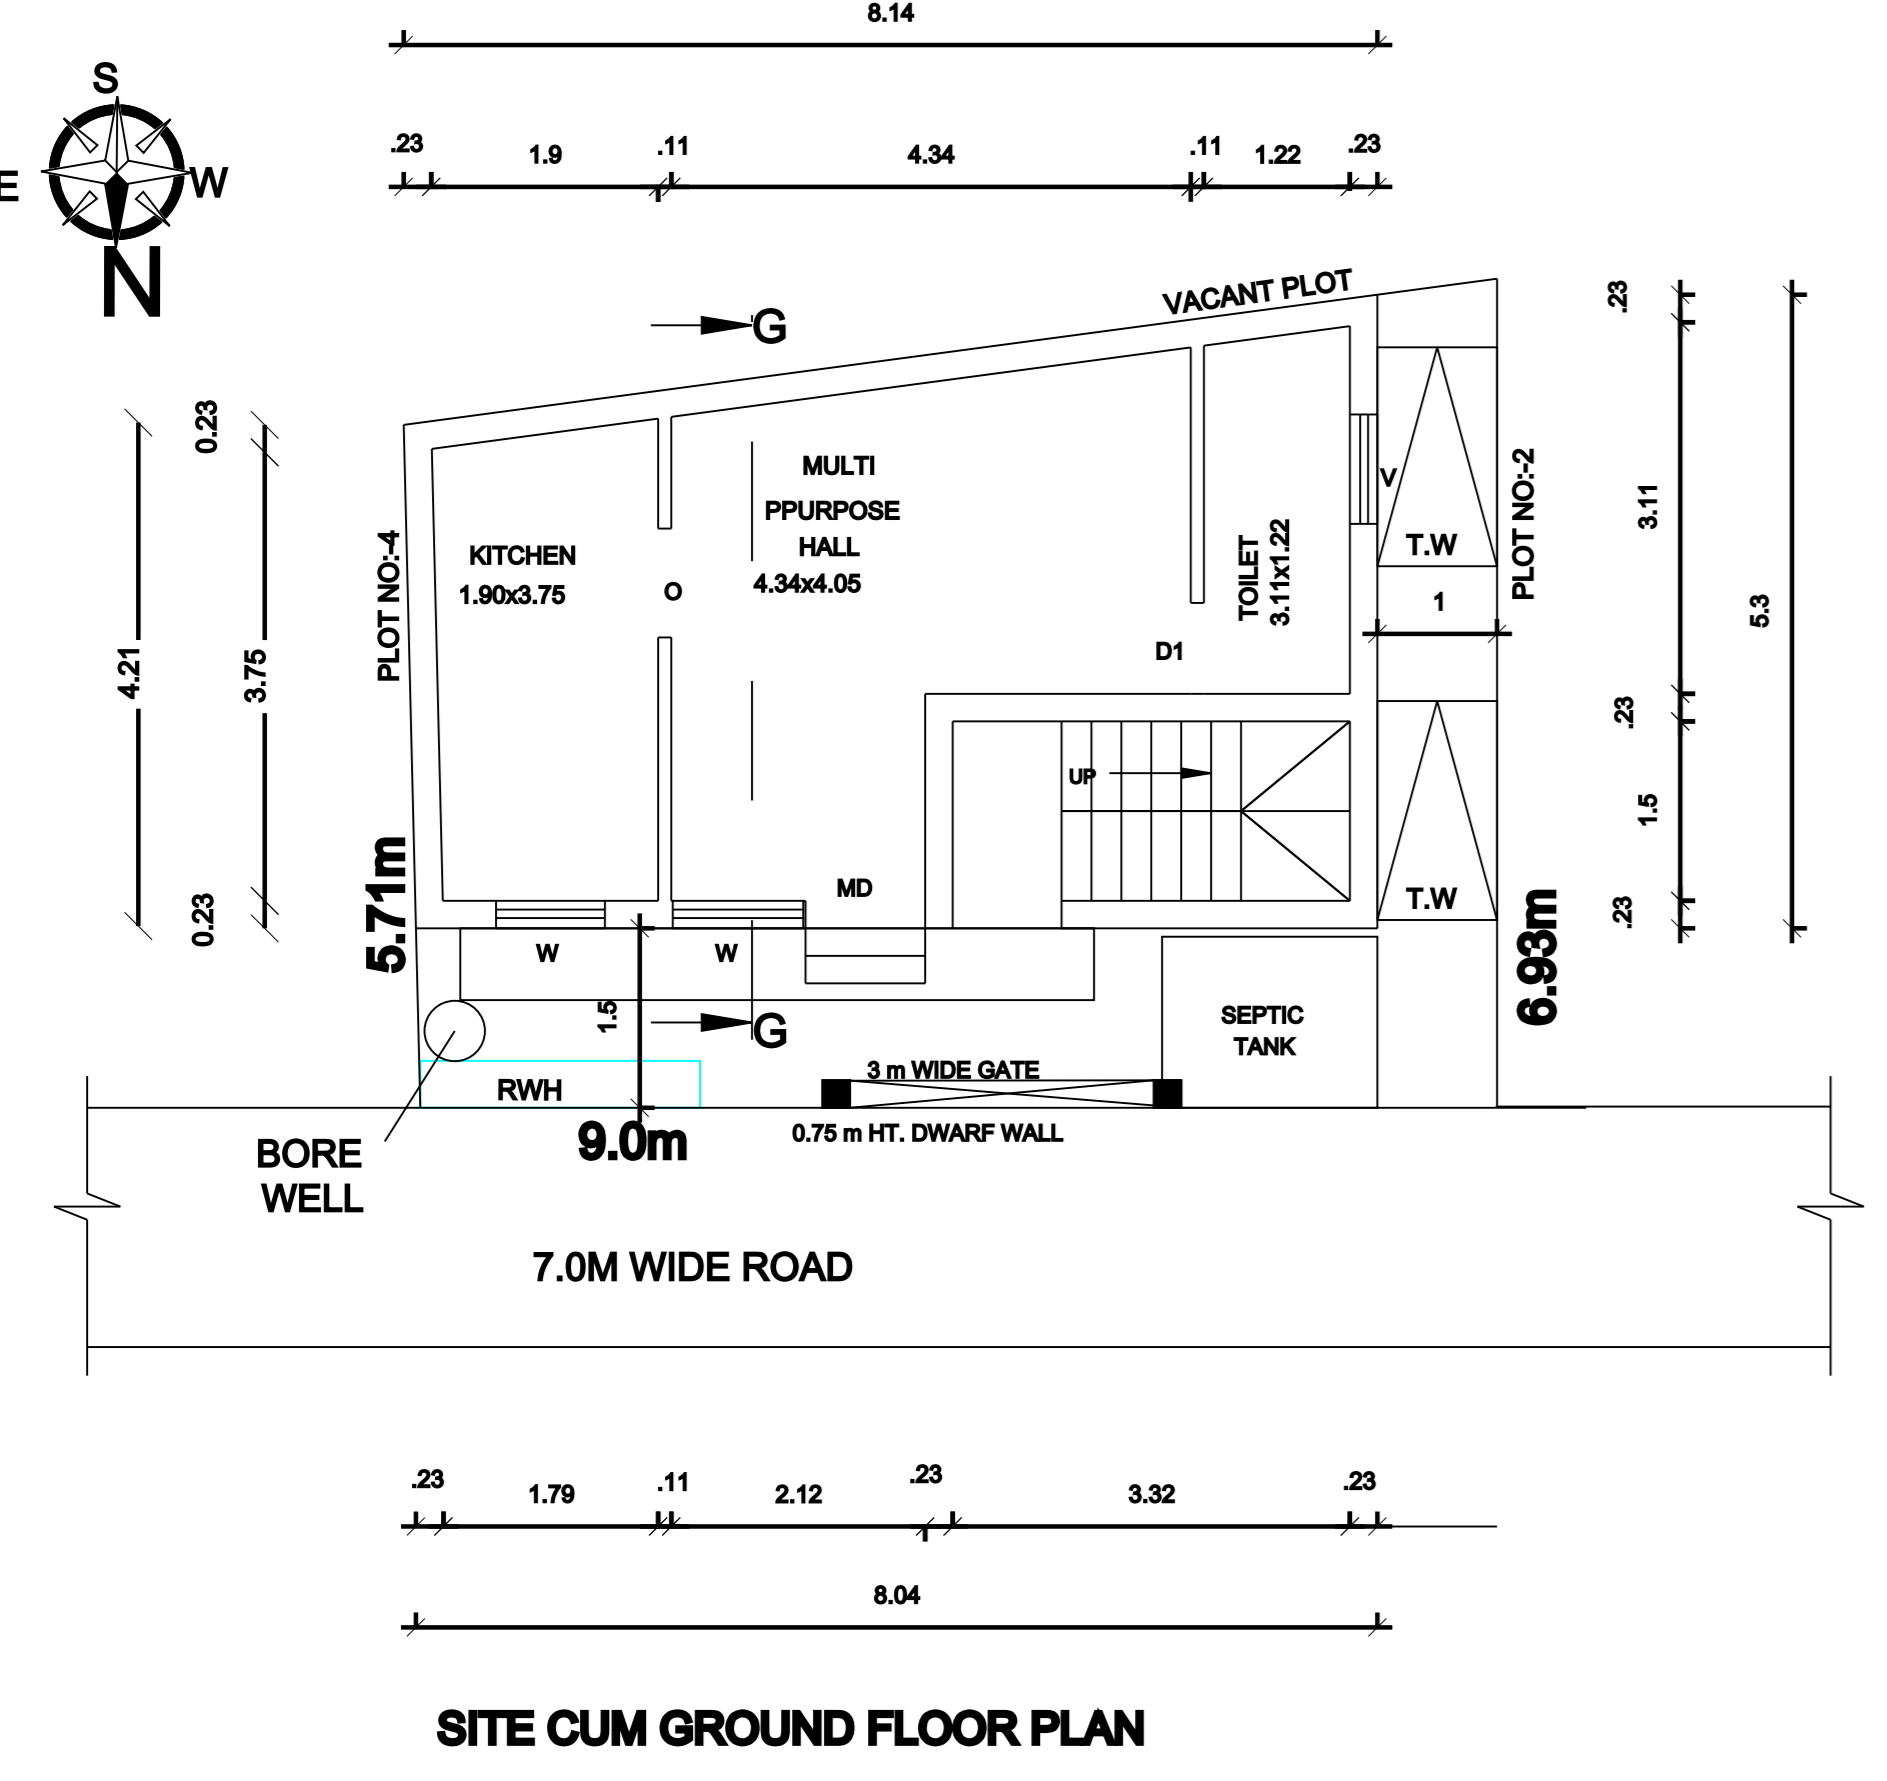 8.14
S
E
W
N
.23
1.9
.11
4.34
.11
1.22
.23
VACANT PLOT
G
.23
0.23
4.21
3.75
0.23
PLOT NO:-4
5.71m
KITCHEN
1.90x3.75
O
MULTI
PPURPOSE
HALL
4.34x4.05
TOILET
3.11x1.22
D1
V
T.W
1
PLOT NO:-2
3.11
5.3
.23
1.5
.23
UP
MD
T.W
6.93m
W
W
1.5
G
SEPTIC
TANK
3 m WIDE GATE
RWH
9.0m
0.75 m HT. DWARF WALL
BORE
WELL
7.0M WIDE ROAD
.23
1.79
.11
2.12
.23
3.32
.23
8.04
SITE CUM GROUND FLOOR PLAN